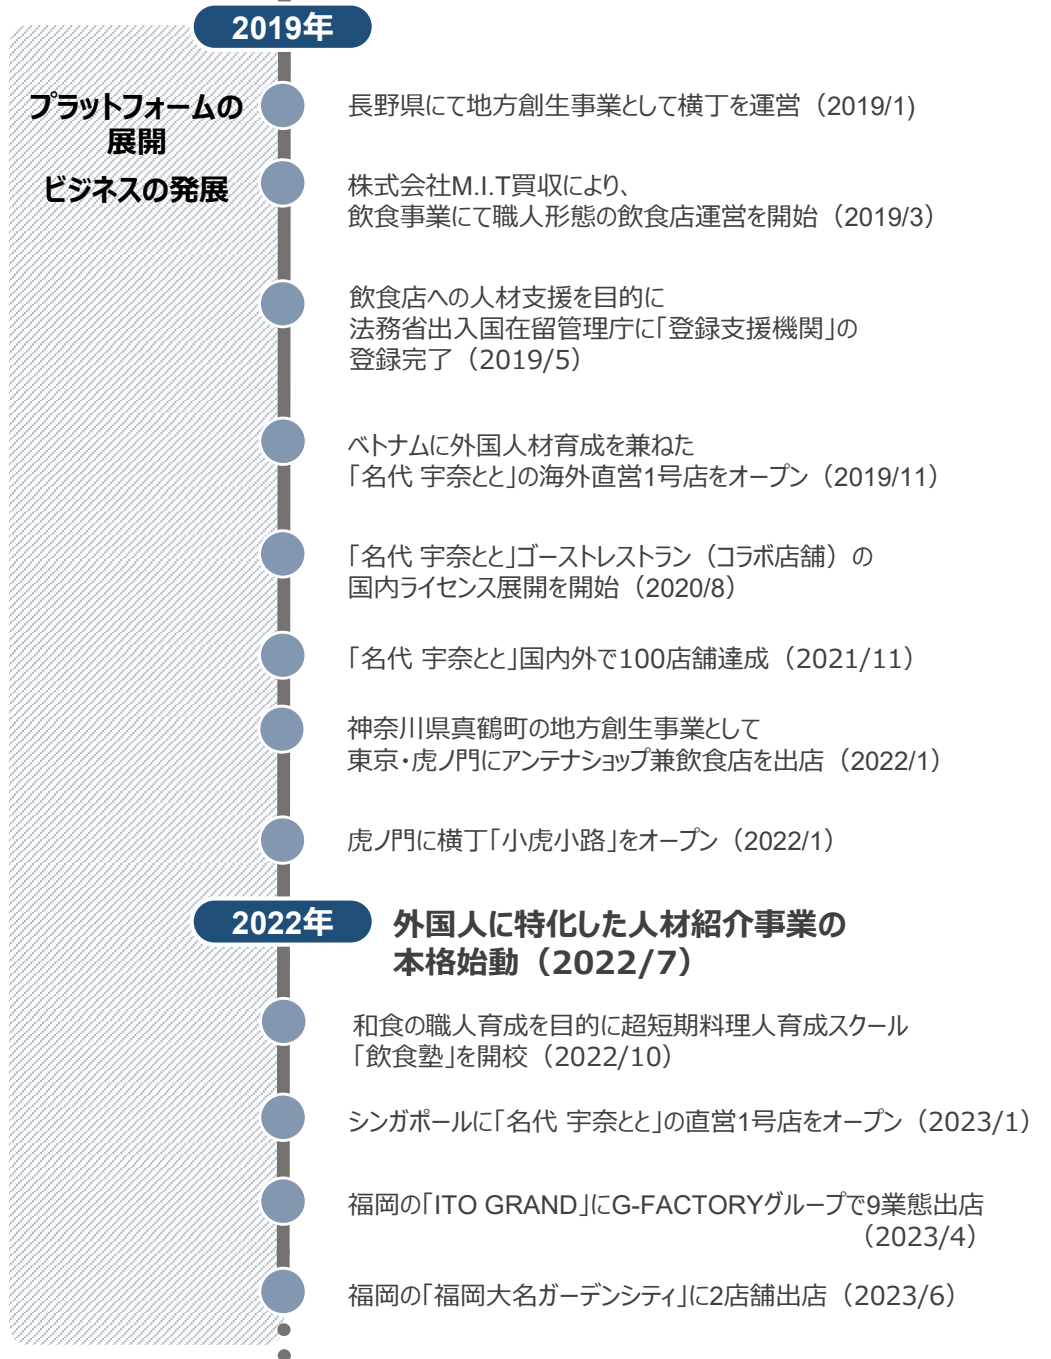 2019年
プラットフォームの
展開
ビジネスの発展
長野県にて地方創生事業として横丁を運営（2019/1)
株式会社M.I.T買収により、
飲食事業にて職人形態の飲食店運営を開始（2019/3）
飲食店への人材支援を目的に
法務省出入国在留管理庁に「登録支援機関」の
登録完了（2019/5）
ベトナムに外国人材育成を兼ねた
「名代 宇奈とと」の海外直営1号店をオープン（2019/11）
「名代 宇奈とと」ゴーストレストラン（コラボ店舗）の
国内ライセンス展開を開始（2020/8）
「名代 宇奈とと」国内外で100店舗達成（2021/11）
神奈川県真鶴町の地方創生事業として
東京・虎ノ門にアンテナショップ兼飲食店を出店（2022/1）
虎ノ門に横丁「小虎小路」をオープン（2022/1）
2022年
外国人に特化した人材紹介事業の
本格始動（2022/7）
和食の職人育成を目的に超短期料理人育成スクール
「飲食塾」を開校（2022/10）
シンガポールに「名代 宇奈とと」の直営1号店をオープン（2023/1）
福岡の「ITO GRAND」にG-FACTORYグループで9業態出店
（2023/4）
福岡の「福岡大名ガーデンシティ」に2店舗出店（2023/6）